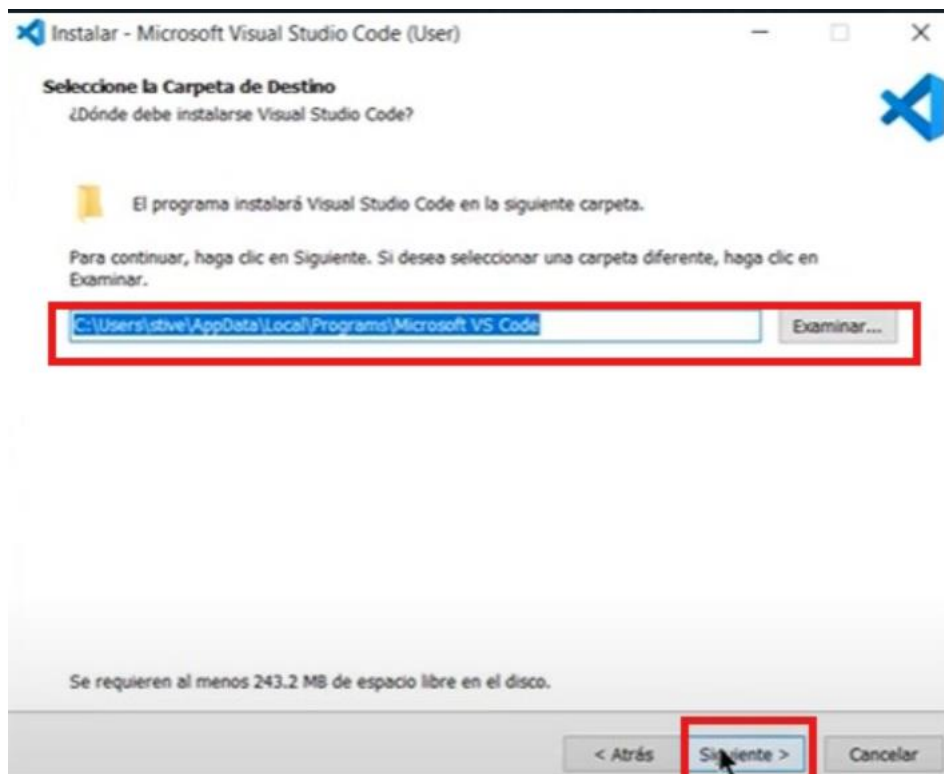 Instalar - Microsoft Visual Studio Code (User)
Seleccione la Carpeta de Destino
¿Dónde debe instalarse Visual Studio Code?
El programa instalará Visual Studio Code en la siguiente carpeta.
Para continuar, haga clic en Siguiente. Si desea seleccionar una carpeta diferente, haga clic en
Examinar.
C:\Users\stive\AppData\Local\Programs\Microsoft VS Code
Examinar...
Se requieren al menos 243.2 MB de espacio libre en el disco.
< Atrás
Siguiente >
Cancelar